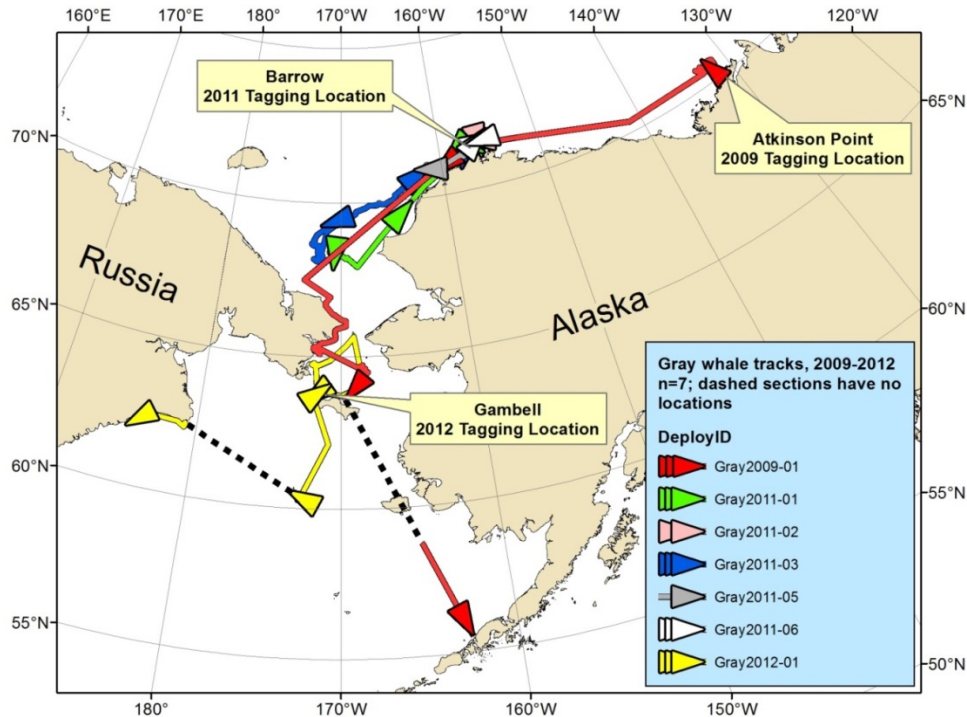 160°E 170°E 180° 170°W 160°W 150°W 140°W 130°W 120°W
Barrow
2011 Tagging Location
70°N
65°N
Atkinson Point
2009 Tagging Location
Russia
Alaska
65°N
60°N
Gray whale tracks, 2009-2012
n=7; dashed sections have no
locations
Gambell
2012 Tagging Location
DeployID
Gray2009-01
60°N
55°N
Gray2011-01
Gray2011-02
Gray2011-03
Gray2011-05
55°N
Gray2011-06
Gray2012-01
50°N
180° 170°W 160°W 150°W